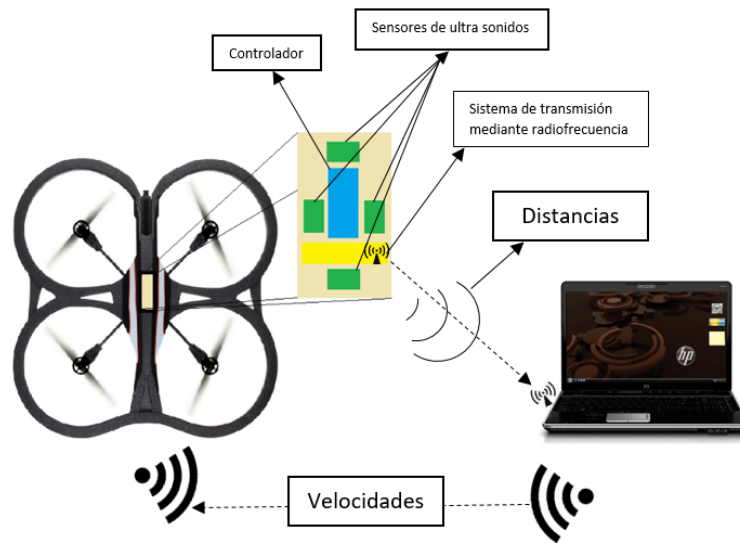 Sensores de ultra sonidos
Controlador
Sistema de transmisión
mediante radiofrecuencia
Distancias
hp
Velocidades